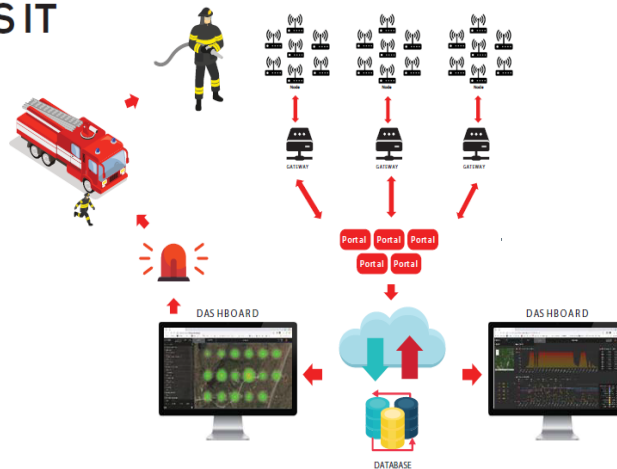 S IT
Node
Node
Node
GATEWAY
GATEWAY
GATEWAY
Portal
Portal
Portal
Portal
Portal
DASHBOARD
DASHBOARD
DATABASE